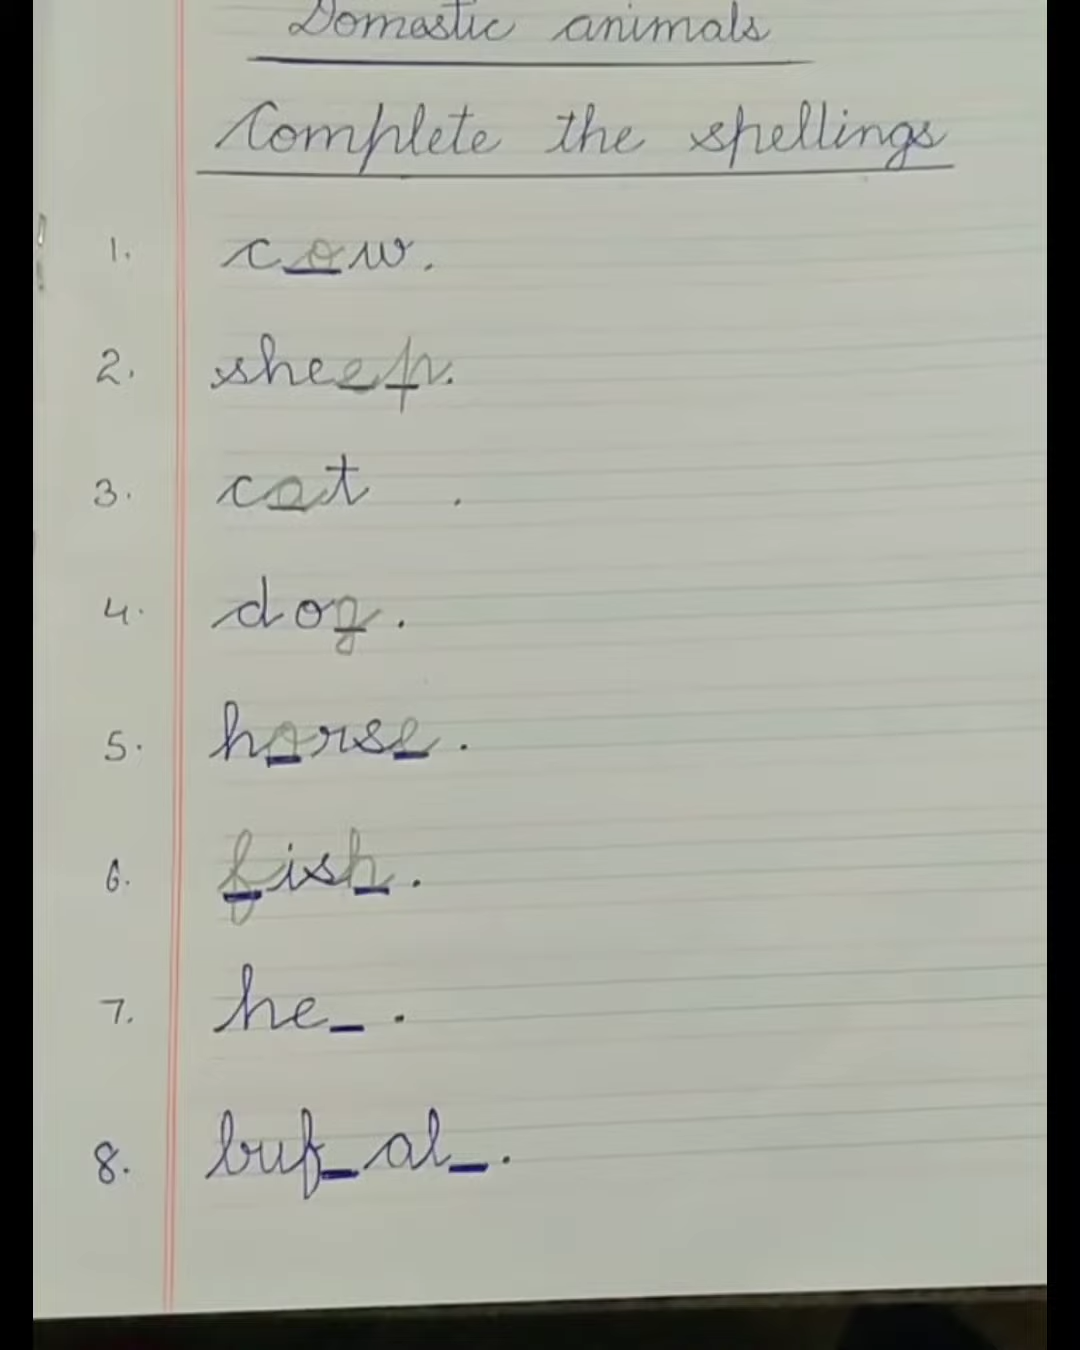 Domestic animals
Complete the spellings
1. cow.
2. sheep.
3. cat .
4. dog.
5. horse.
6. fish.
7. he_ .
8. buf_al_.